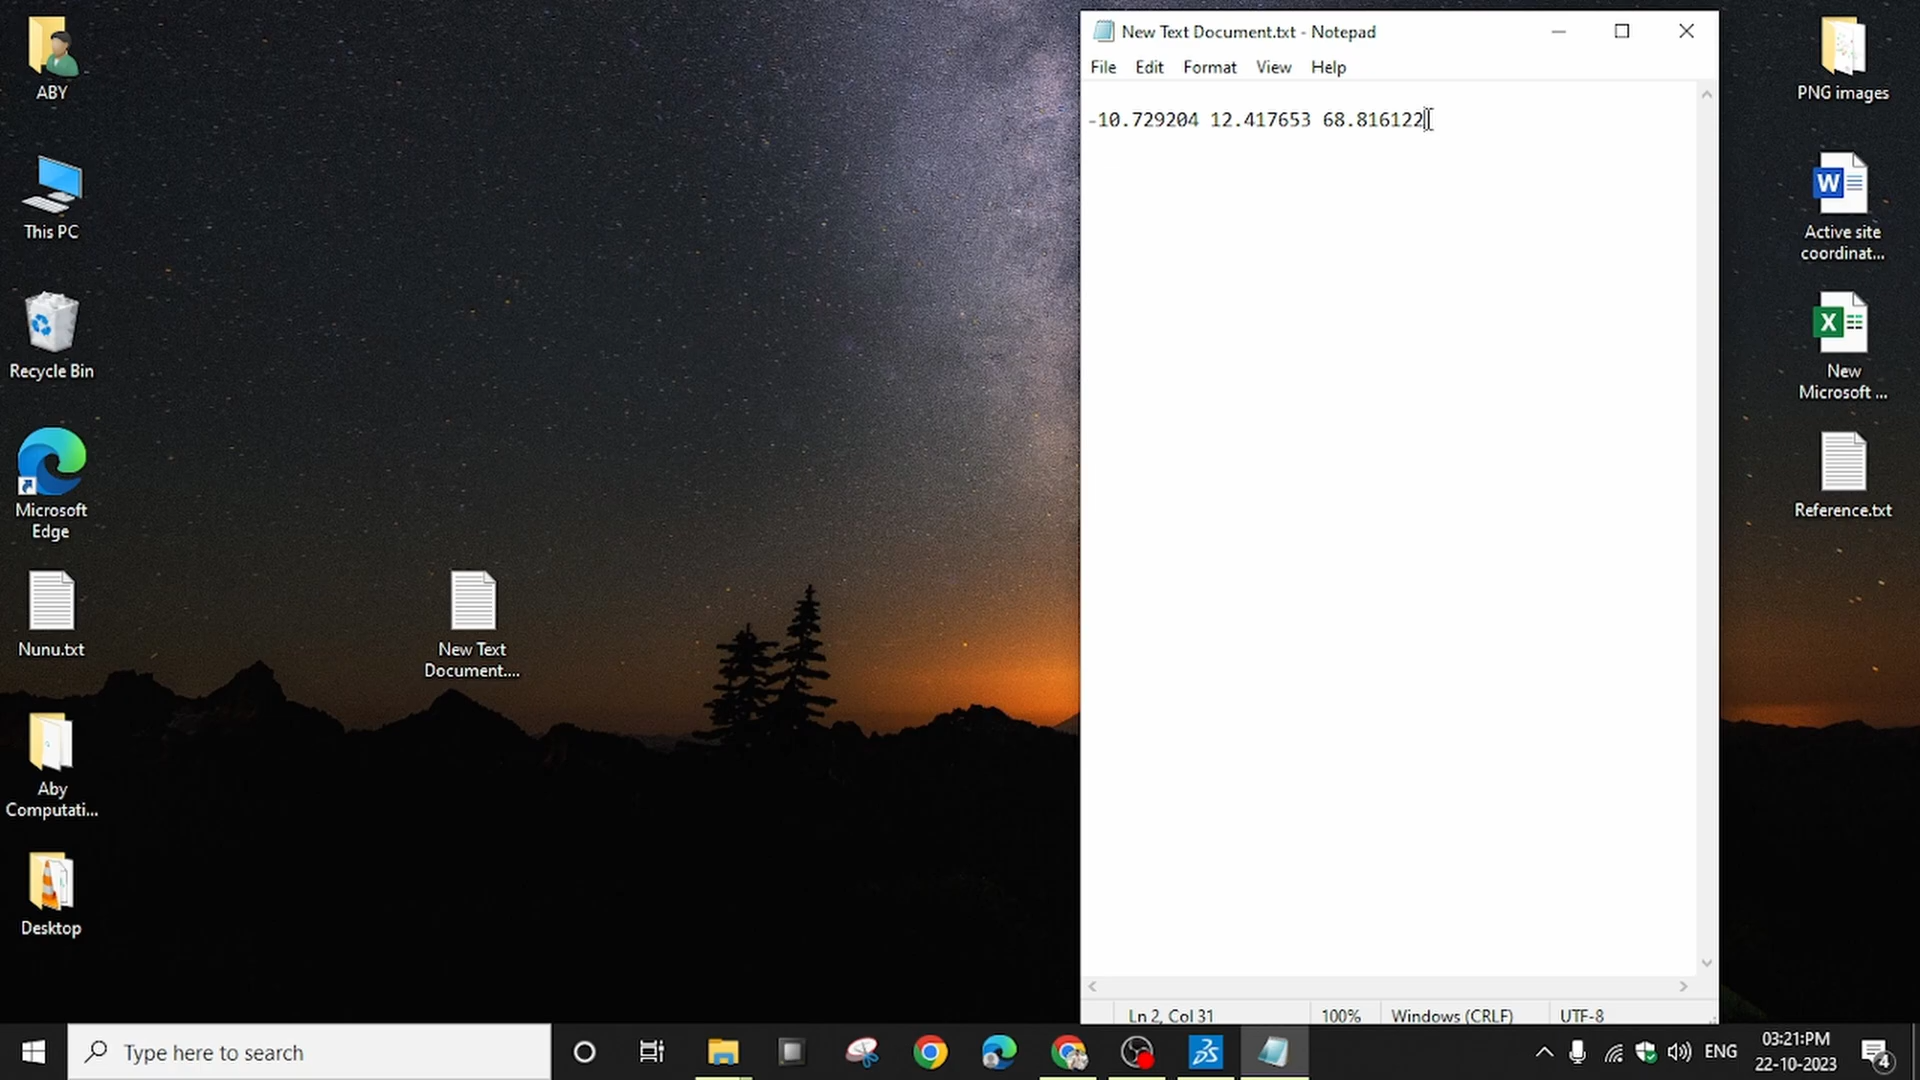 ABY
This PC
Recycle Bin
Microsoft
Edge
Nunu.txt
Aby
Computati...
Desktop
New Text
Document....
New Text Document.txt - Notepad
File Edit Format View Help
-10.729204 12.417653 68.816122
Ln 2, Col 31 100% Windows (CRLF) UTF-8
PNG images
W
Active site
coordinat...
X
New
Microsoft ...
Reference.txt
Type here to search
ENG
03:21:PM
22-10-2023
4